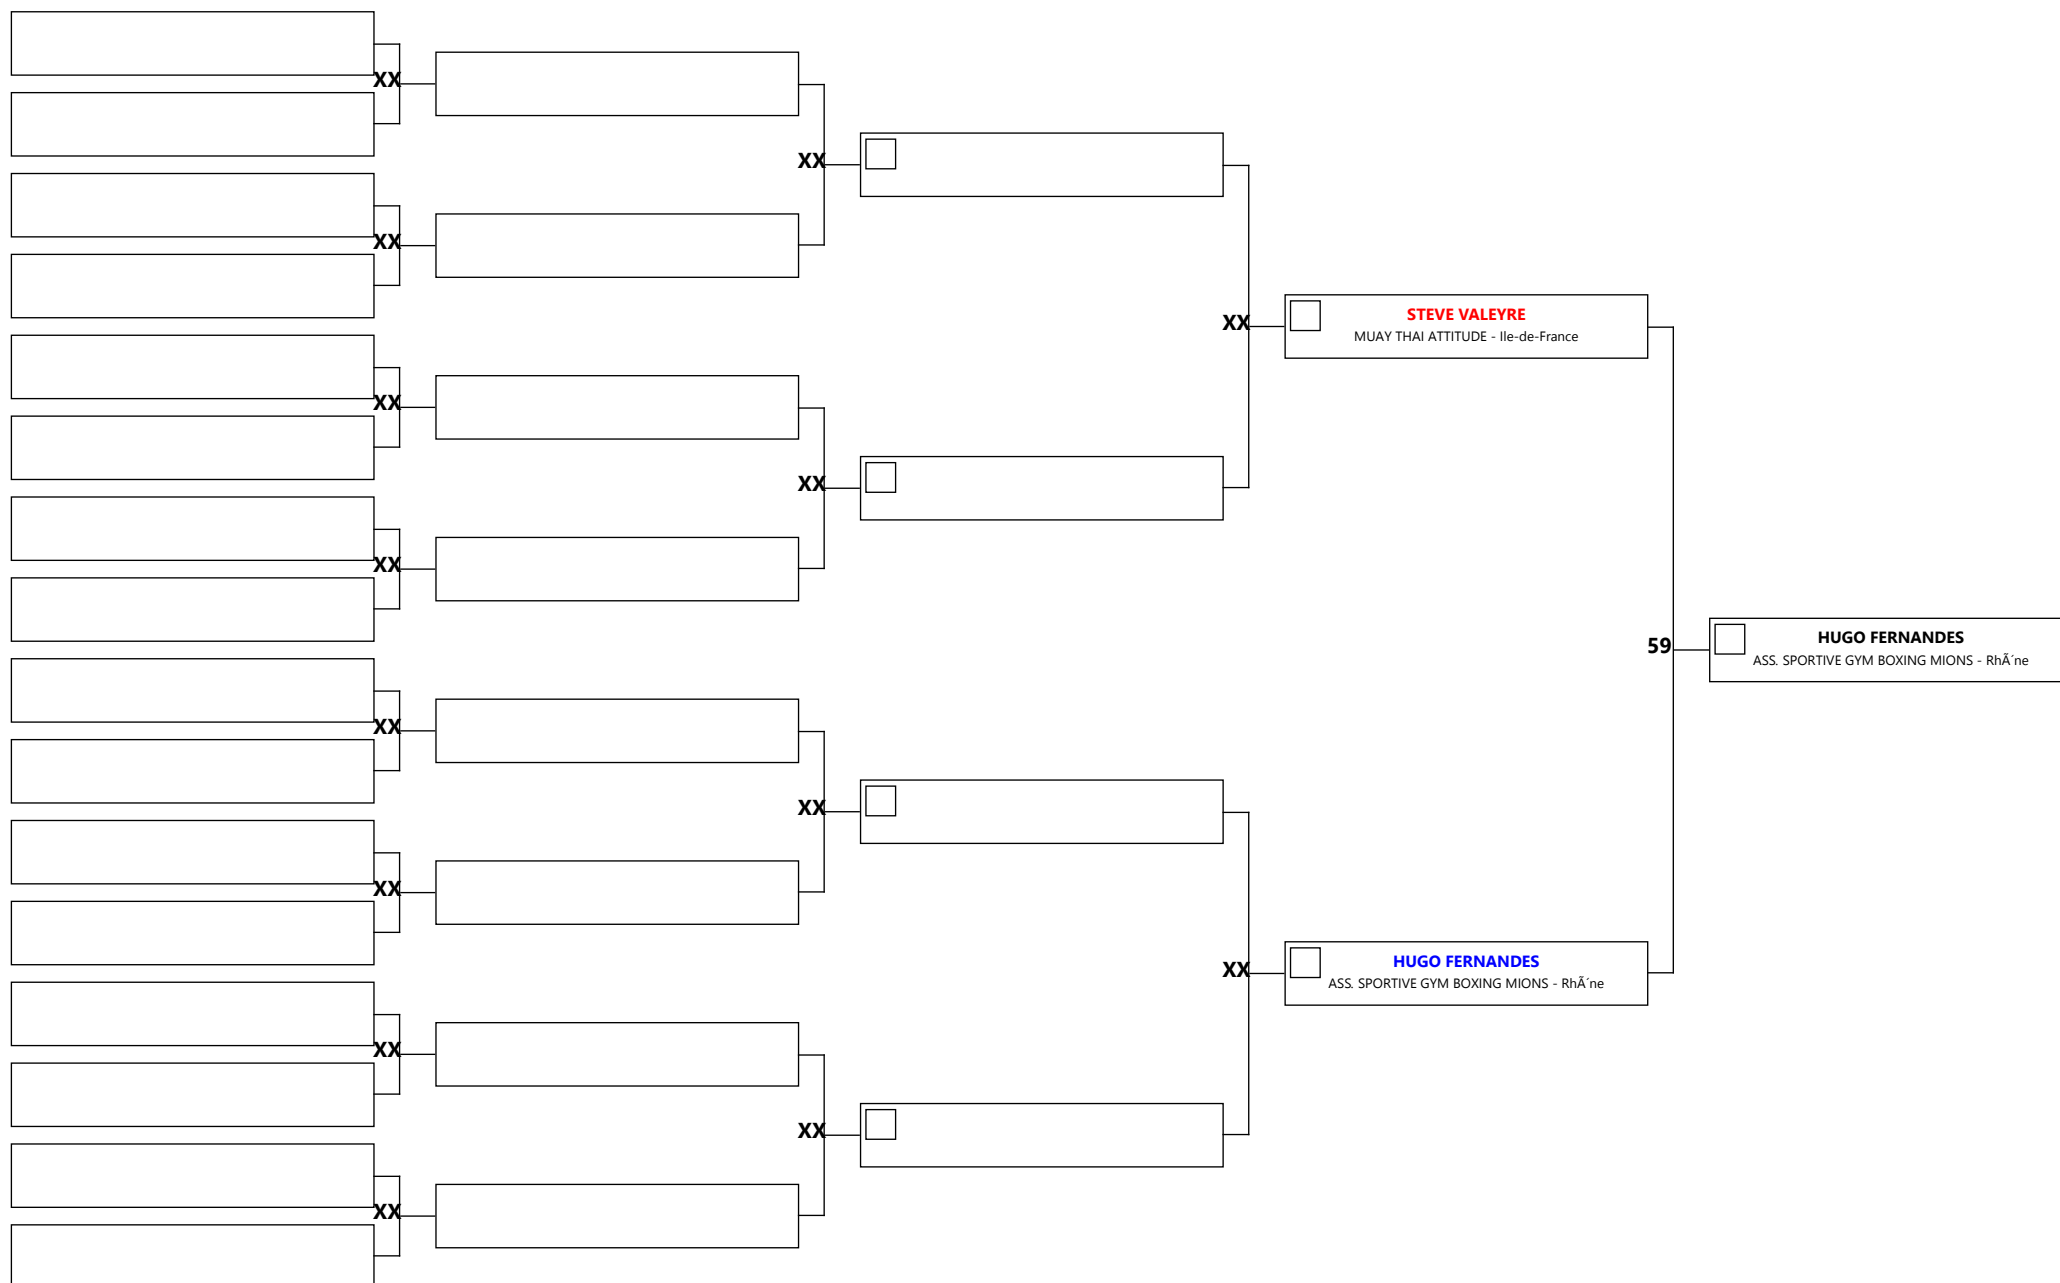 XX
XX
XX
XX
STEVE VALEYRE
MUAY THAI ATTITUDE - Ile-de-France
XX
XX
XX
XX
59
HUGO FERNANDES
ASS. SPORTIVE GYM BOXING MIONS - RhÃ´ne
XX
XX
XX
HUGO FERNANDES
ASS. SPORTIVE GYM BOXING MIONS - RhÃ´ne
XX
XX
XX
XX